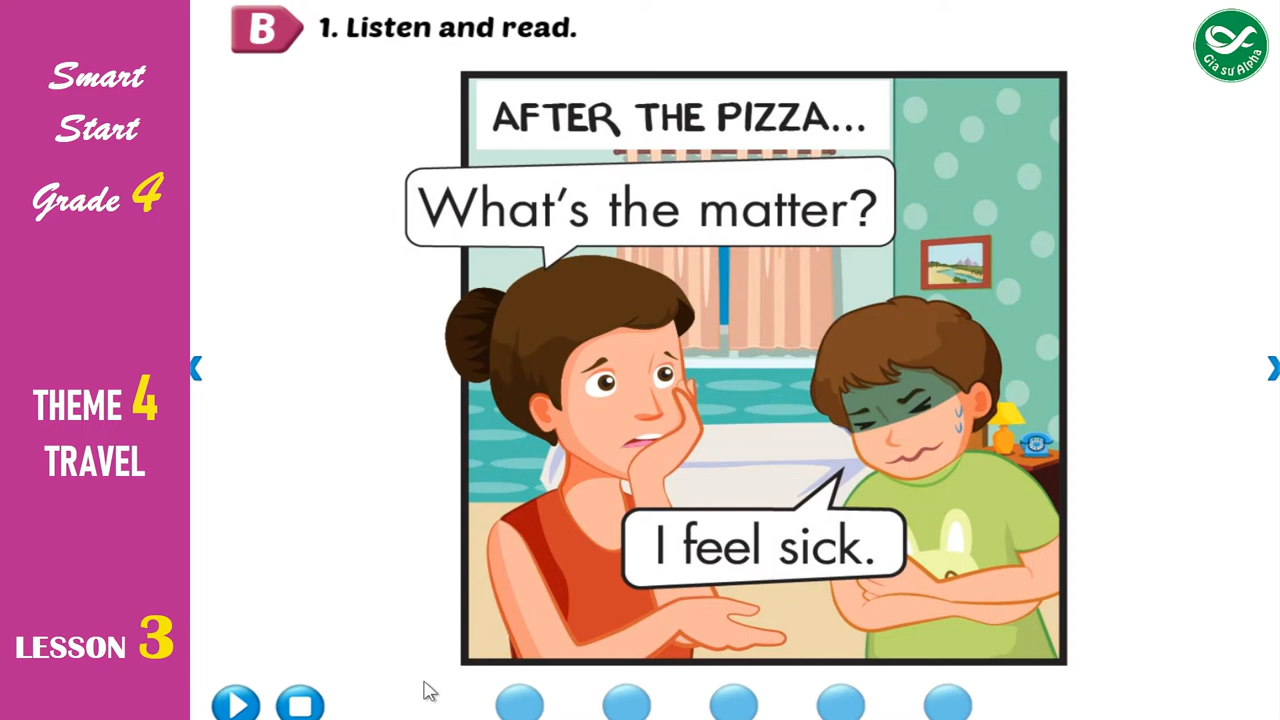 Smart
Start
Grade 4
THEME 4
TRAVEL
LESSON 3
B 1. Listen and read.
Gia sư Alpha
AFTER THE PIZZA...
What's the matter?
I feel sick.